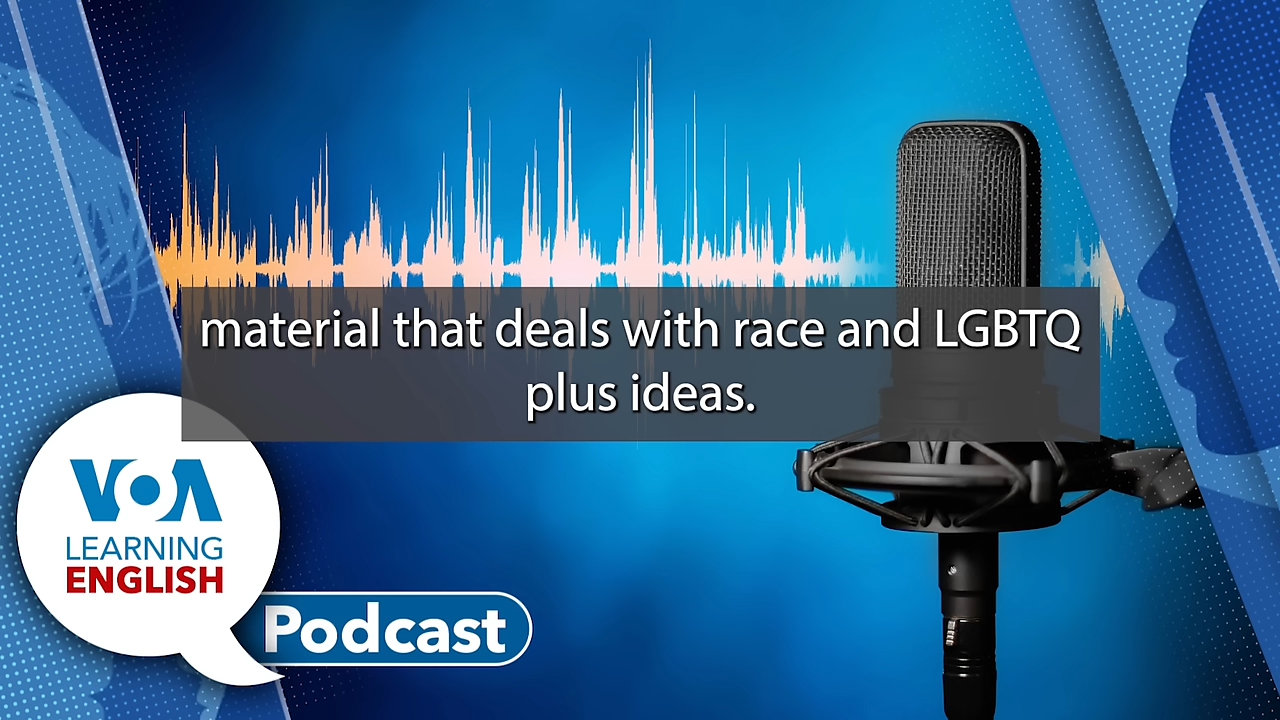 material that deals with race and LGBTQ
plus ideas.
VOA
LEARNING
ENGLISH
Podcast